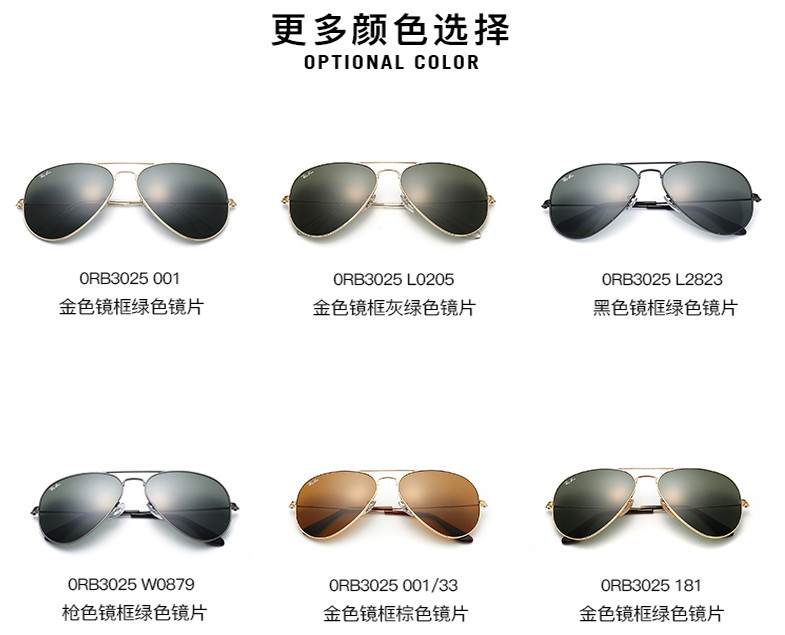 更多颜色选择
OPTIONAL COLOR
0RB3025 001
金色镜框绿色镜片
0RB3025 L0205
金色镜框灰绿色镜片
0RB3025 L2823
黑色镜框绿色镜片
0RB3025 W0879
枪色镜框绿色镜片
0RB3025 001/33
金色镜框棕色镜片
0RB3025 181
金色镜框绿色镜片